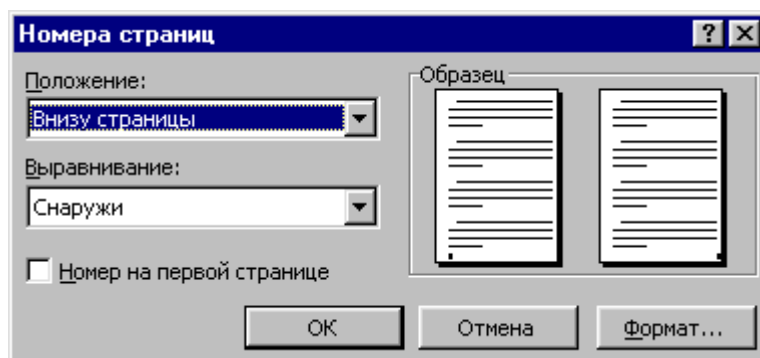 Номера страниц
Положение:
Внизу страницы
Выравнивание:
Снаружи
Номер на первой странице
Образец
ОК
Отмена
Формат...